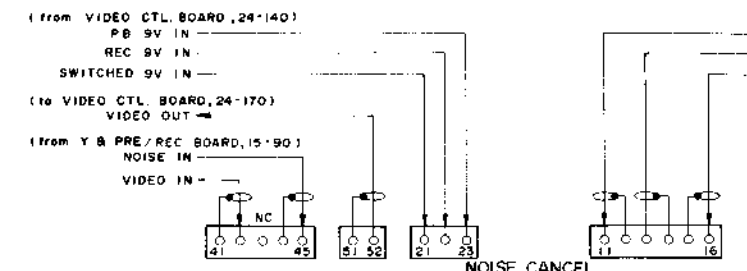 (from VIDEO CTL. BOARD, 24-140)
PB 9V IN
REC 9V IN
SWITCHED 9V IN
(to VIDEO CTL. BOARD, 24-170)
VIDEO OUT
(from Y & PRE/REC BOARD, 15-90)
NOISE IN
VIDEO IN
NC
41 45 51 52 21 23 11 16
NOISE CANCEL